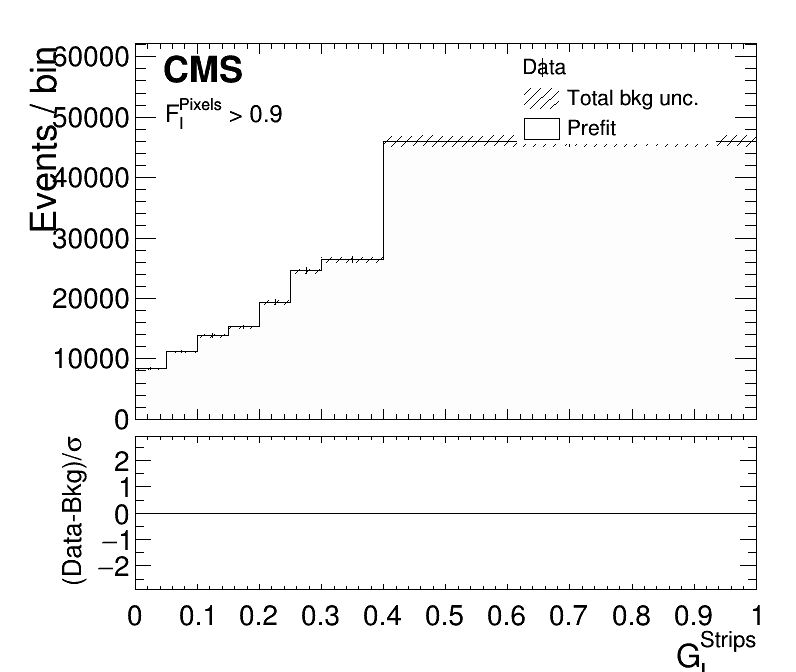 CMS
F_I^Pixels > 0.9
Data
Total bkg unc.
Prefit
Events / bin
60000
50000
40000
30000
20000
10000
0
(Data-Bkg)/σ
2
1
0
−1
−2
0 0.1 0.2 0.3 0.4 0.5 0.6 0.7 0.8 0.9 1
G_I^Strips